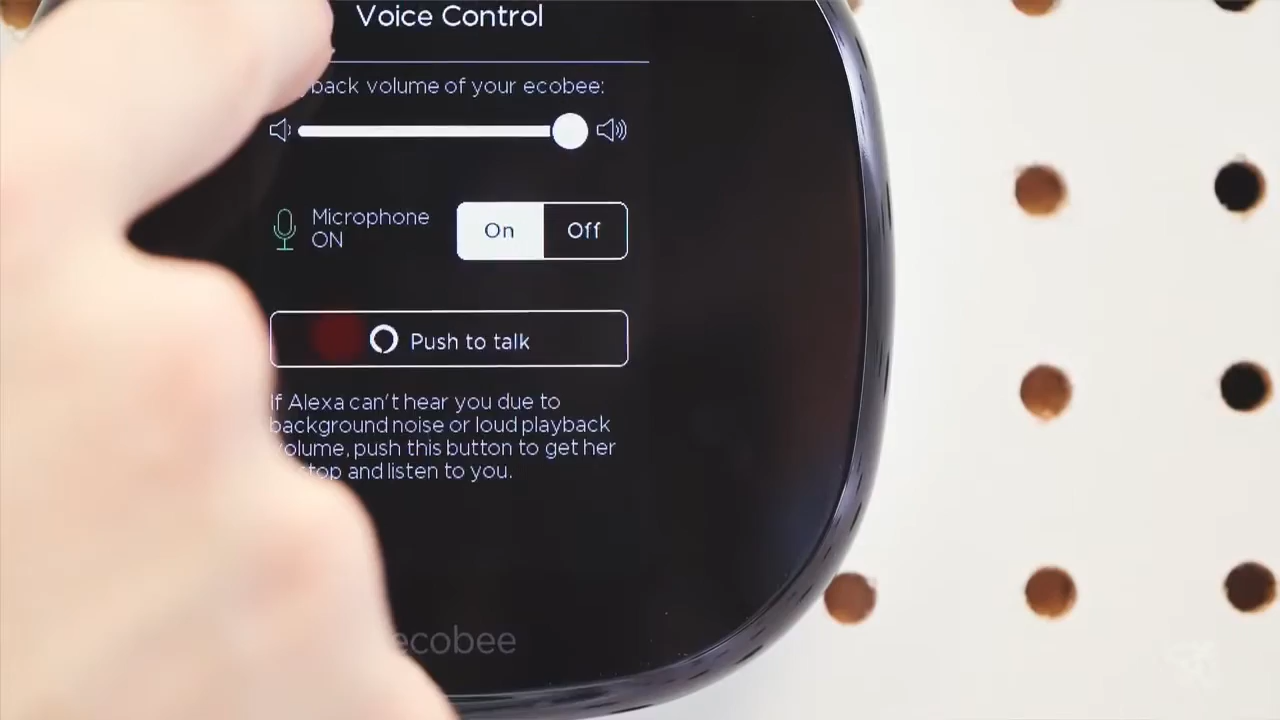 Voice Control
back volume of your ecobee:
Microphone
ON
On
Off
Push to talk
If Alexa can't hear you due to
background noise or loud playback
volume, push this button to get her
stop and listen to you.
ecobee